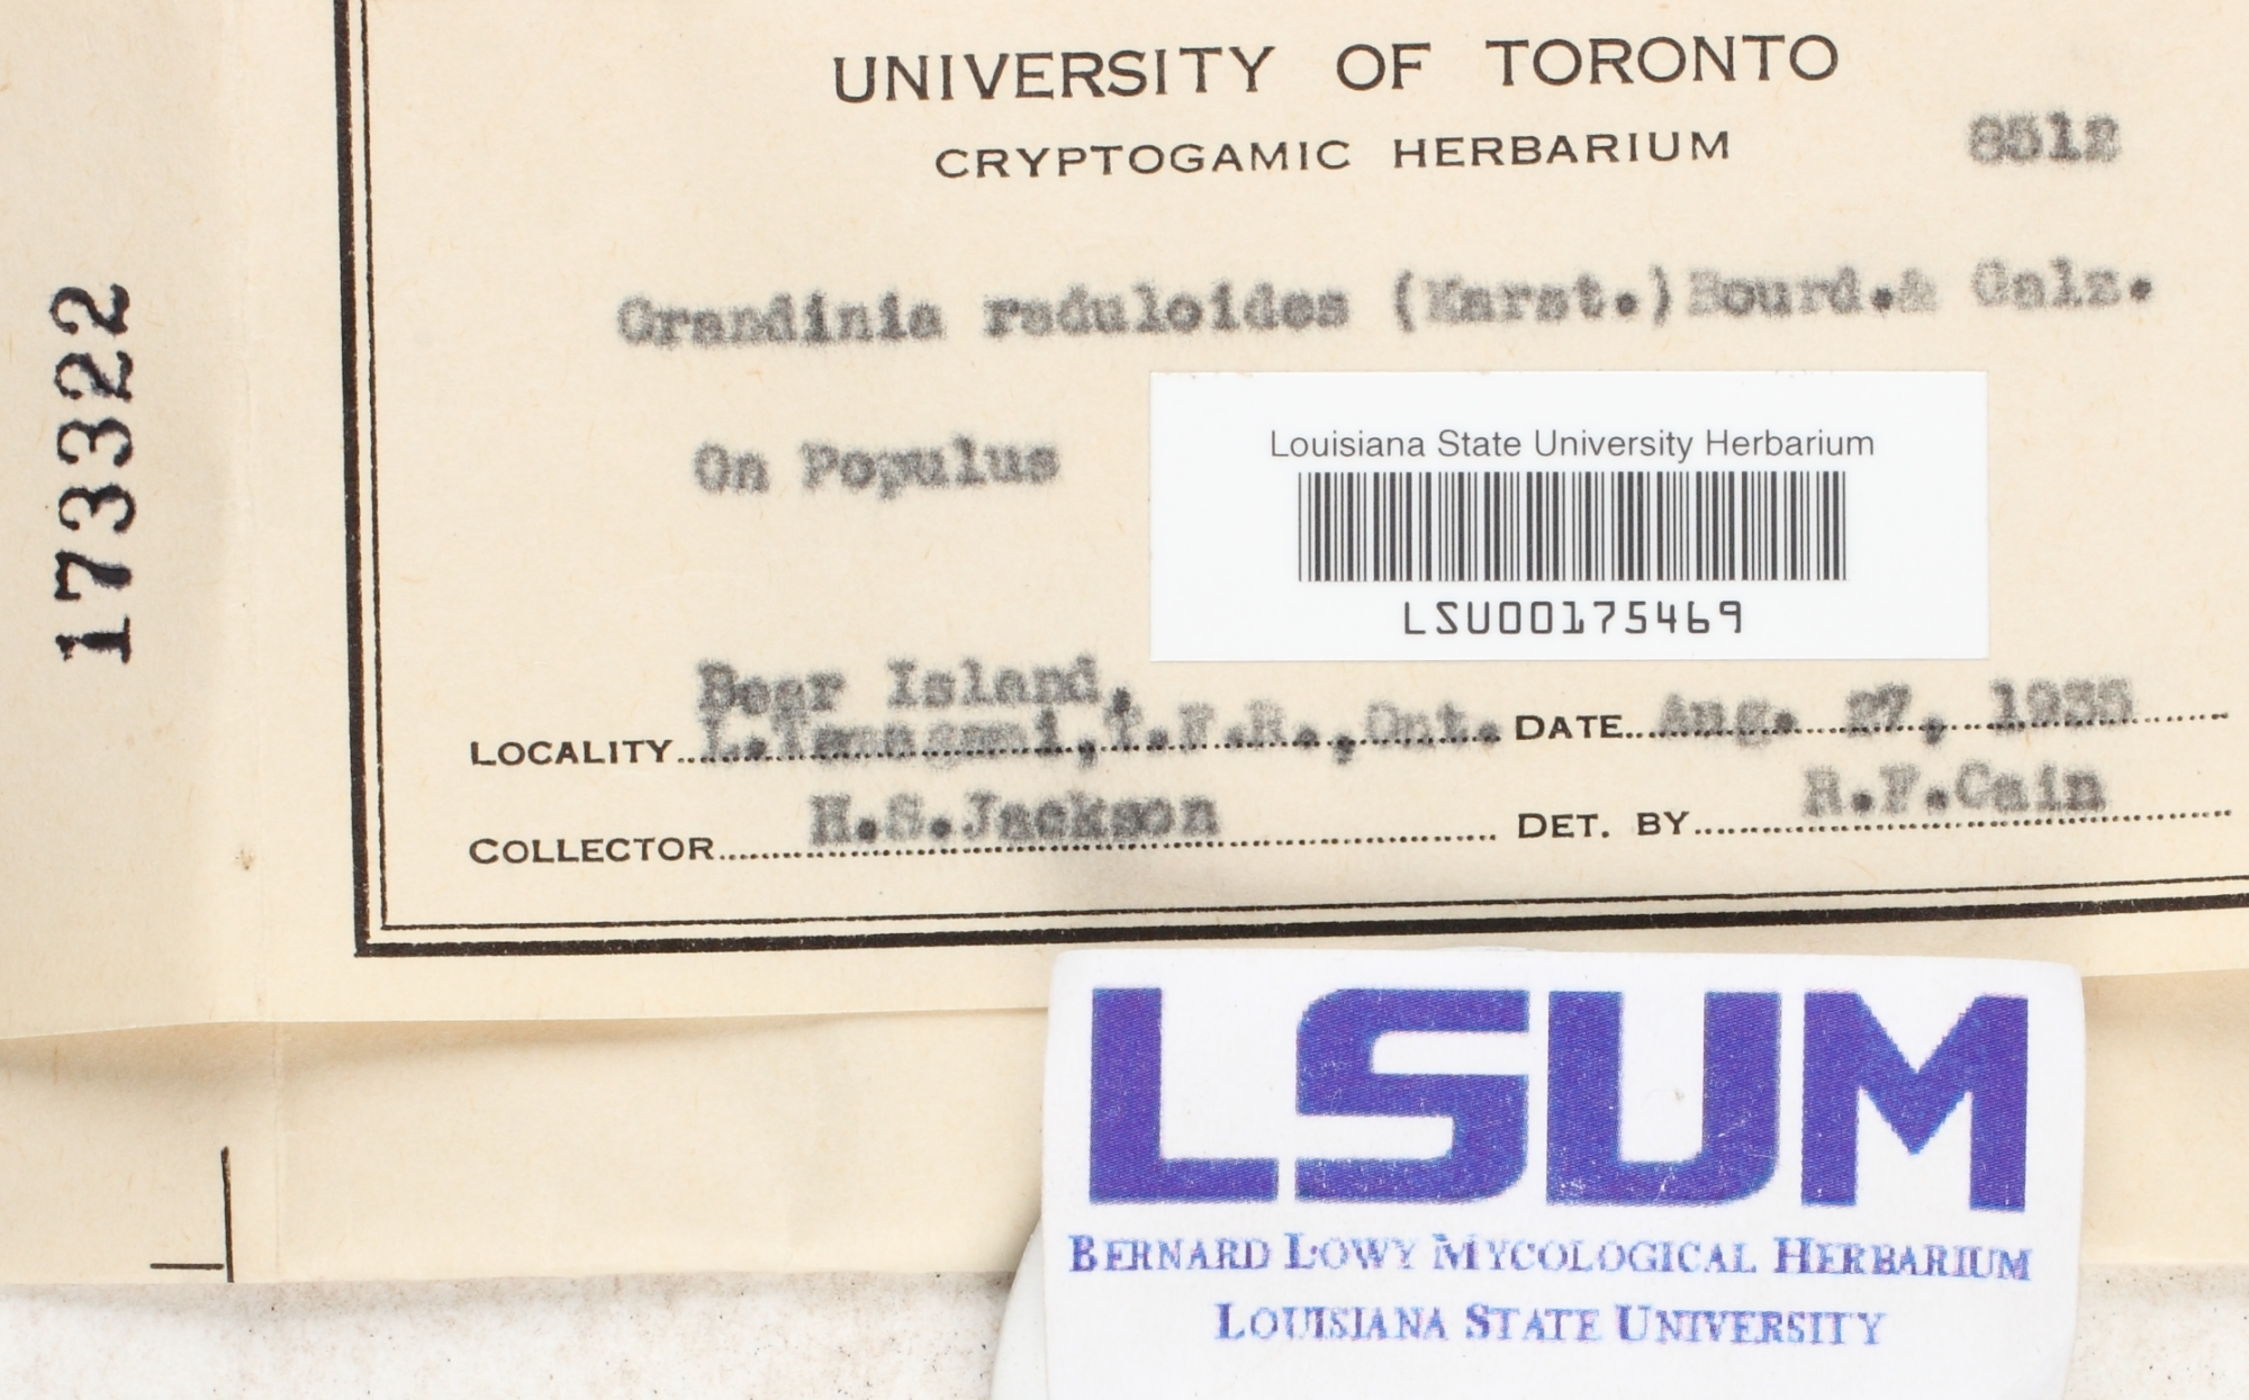 UNIVERSITY OF TORONTO
CRYPTOGAMIC HERBARIUM
8512
Grandinia raduloides (Karst.) Bourd.& Galz.
On Populus
Louisiana State University Herbarium
LSU00175469
Bear Island,
LOCALITY L.Temagami,T.F.R.,Ont. DATE Aug. 27, 1935
COLLECTOR H.S.Jackson DET. BY R.F.Cain
173322
LSUM
BERNARD LOWY MYCOLOGICAL HERBARIUM
LOUISIANA STATE UNIVERSITY